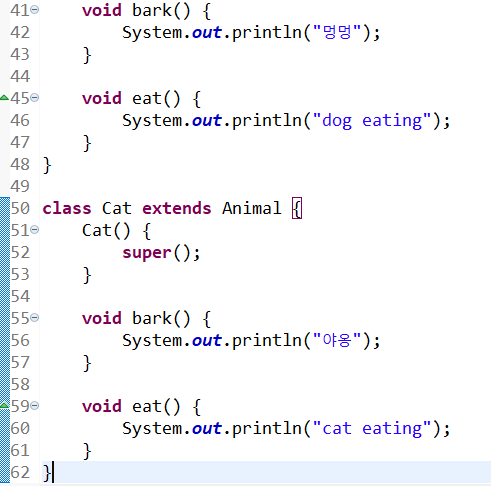 41 void bark() {
42 System.out.println("멍멍");
43 }
44
45 void eat() {
46 System.out.println("dog eating");
47 }
48 }
49
50 class Cat extends Animal {
51 Cat() {
52 super();
53 }
54
55 void bark() {
56 System.out.println("야옹");
57 }
58
59 void eat() {
60 System.out.println("cat eating");
61 }
62 }